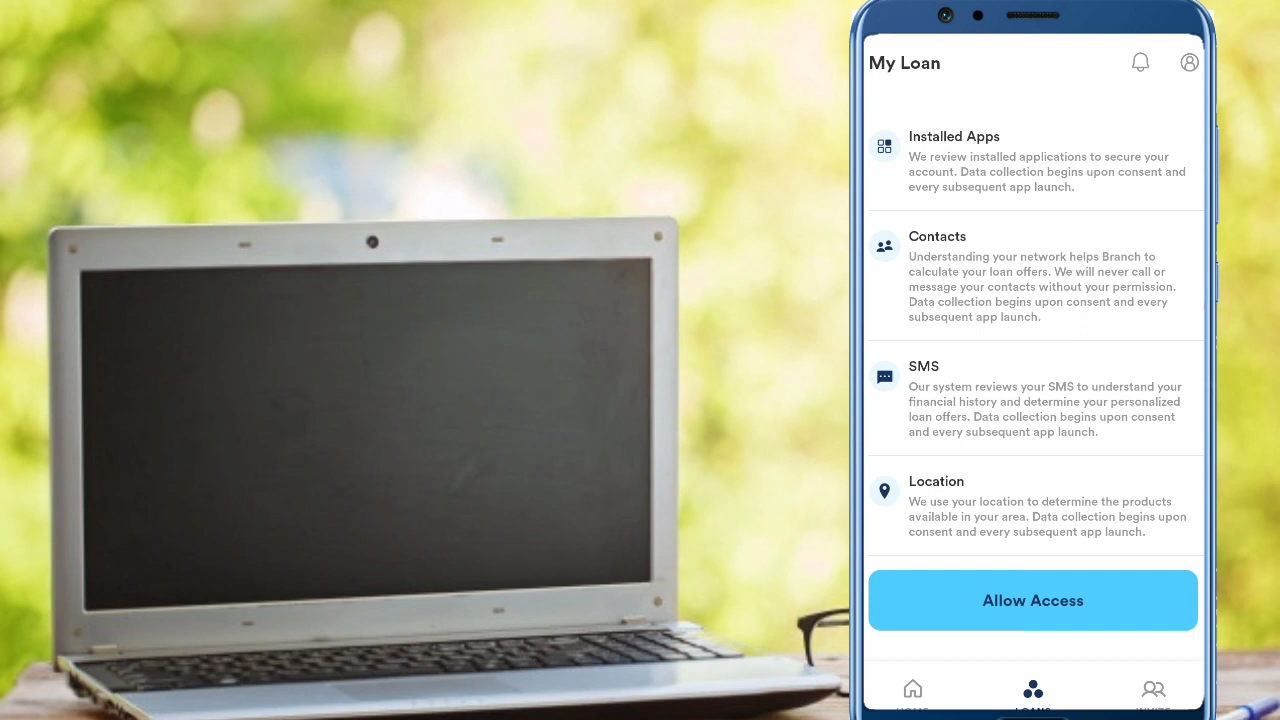 My Loan
Installed Apps
We review installed applications to secure your
account. Data collection begins upon consent and
every subsequent app launch.
Contacts
Understanding your network helps Branch to
calculate your loan offers. We will never call or
message your contacts without your permission.
Data collection begins upon consent and every
subsequent app launch.
SMS
Our system reviews your SMS to understand your
financial history and determine your personalized
loan offers. Data collection begins upon consent
and every subsequent app launch.
Location
We use your location to determine the products
available in your area. Data collection begins upon
consent and every subsequent app launch.
Allow Access
HOME LOANS INVITE